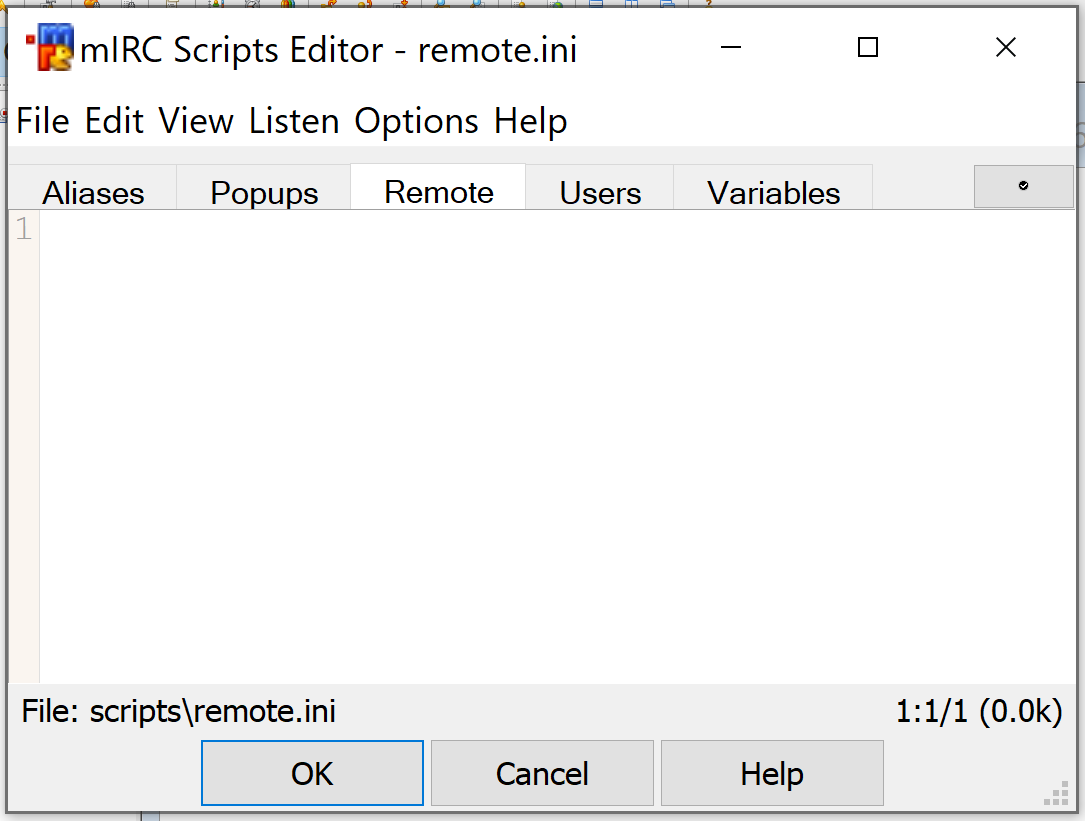 mIRC Scripts Editor - remote.ini
File Edit View Listen Options Help
Aliases Popups Remote Users Variables
1
File: scripts\remote.ini 1:1/1 (0.0k)
OK Cancel Help